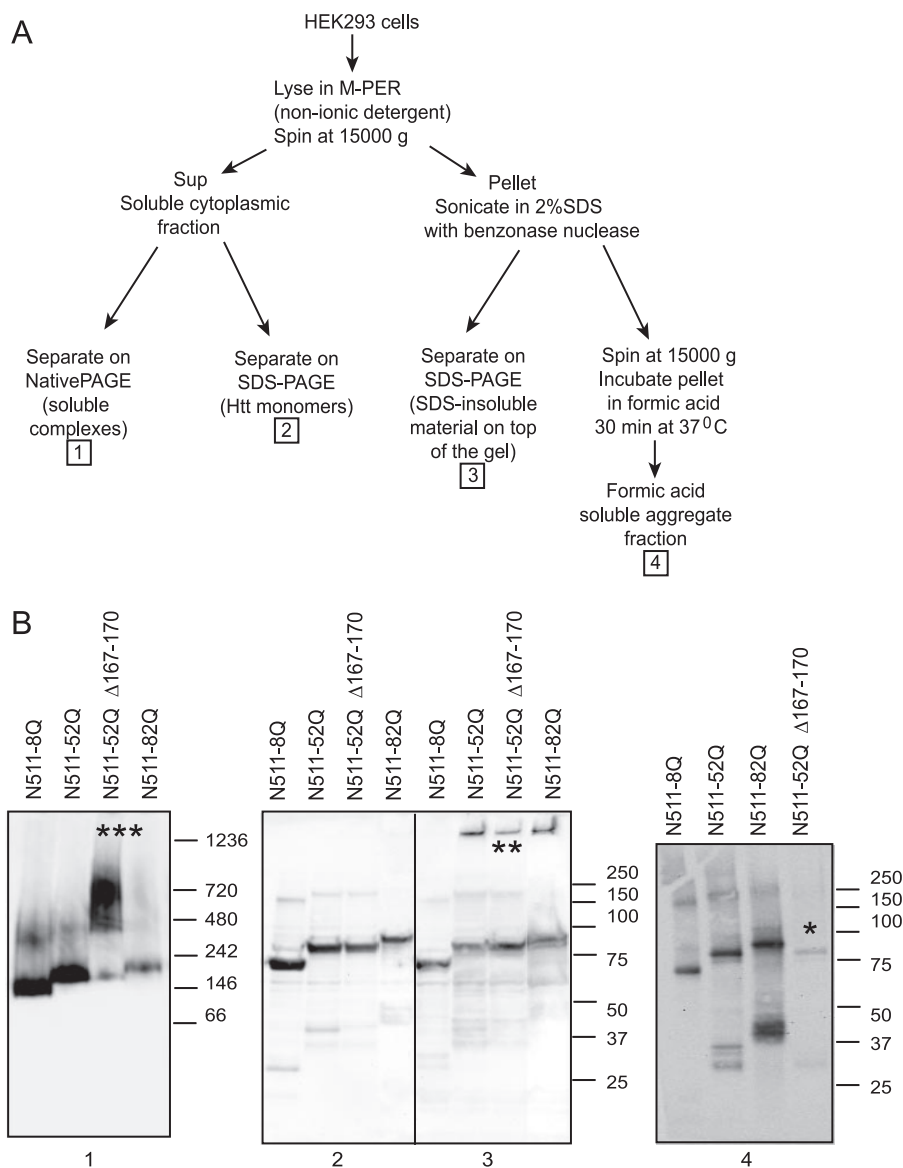 A
HEK293 cells
Lyse in M-PER
(non-ionic detergent)
Spin at 15000 g
Sup
Soluble cytoplasmic
fraction
Pellet
Sonicate in 2%SDS
with benzonase nuclease
Separate on
NativePAGE
(soluble
complexes)
1
Separate on
SDS-PAGE
(Htt monomers)
2
Separate on
SDS-PAGE
(SDS-insoluble
material on top
of the gel)
3
Spin at 15000 g
Incubate pellet
in formic acid
30 min at 37⁰C
Formic acid
soluble aggregate
fraction
4
B
N511-8Q
N511-52Q
N511-52Q Δ167-170
N511-82Q
***
1236
720
480
242
146
66
1
N511-8Q
N511-52Q
N511-52Q Δ167-170
N511-82Q
N511-8Q
N511-52Q
N511-52Q Δ167-170
N511-82Q
**
250
150
100
75
50
37
25
2
3
N511-8Q
N511-52Q
N511-82Q
N511-52Q Δ167-170
*
250
150
100
75
50
37
25
4